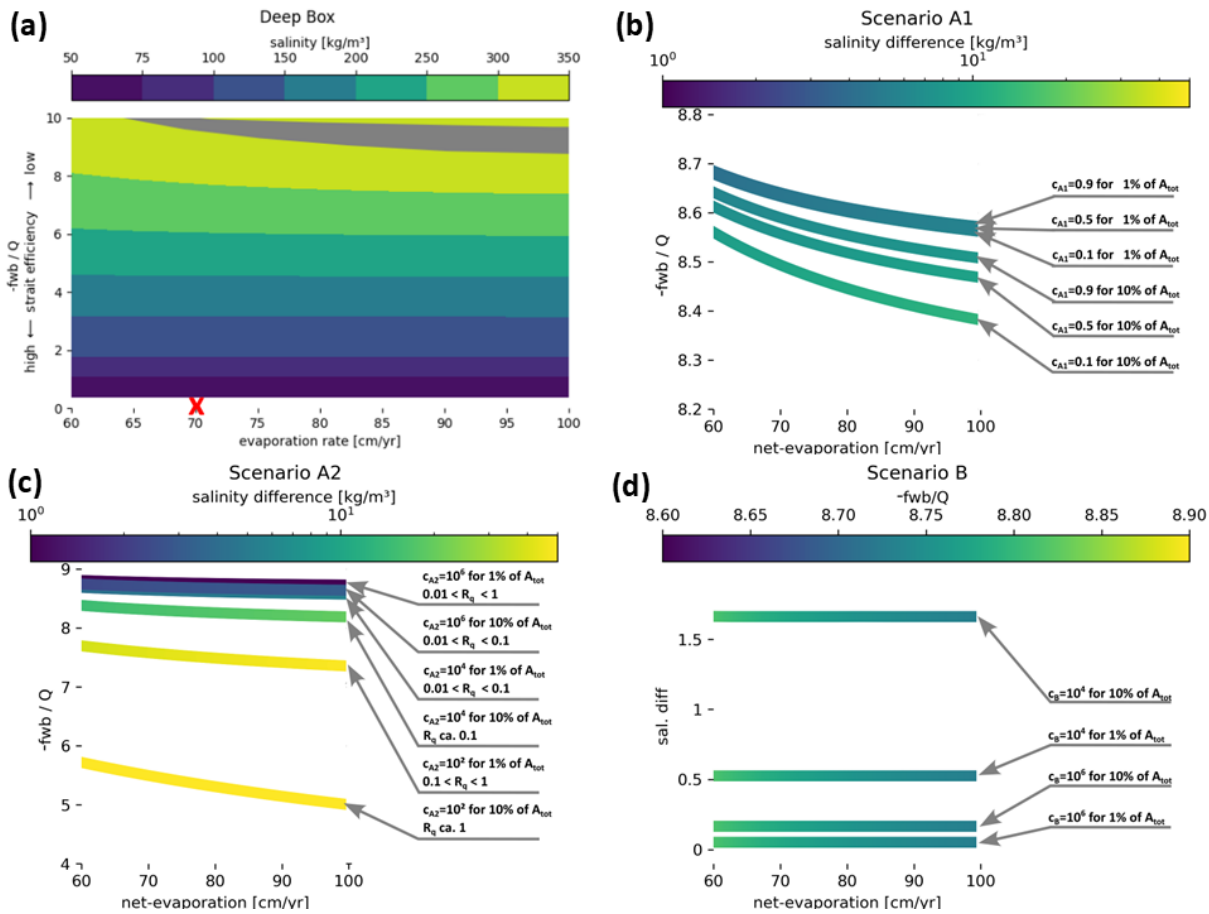 (a)
Deep Box
salinity [kg/m³]
50 75 100 150 200 250 300 350
-fwb / Q
high ⟵ strait efficiency ⟶ low
10
8
6
4
2
0
60 65 70 75 80 85 90 95 100
X
evaporation rate [cm/yr]
(b)
Scenario A1
salinity difference [kg/m³]
10⁰ 10¹
-fwb / Q
8.8
8.7
8.6
8.5
8.4
8.3
8.2
60 70 80 90 100
net-evaporation [cm/yr]
c_A1=0.9 for 1% of A_tot
c_A1=0.5 for 1% of A_tot
c_A1=0.1 for 1% of A_tot
c_A1=0.9 for 10% of A_tot
c_A1=0.5 for 10% of A_tot
c_A1=0.1 for 10% of A_tot
(c)
Scenario A2
salinity difference [kg/m³]
10⁰ 10¹
-fwb / Q
9
8
7
6
5
4
60 70 80 90 100
net-evaporation [cm/yr]
c_A2=10⁶ for 1% of A_tot
0.01 < R_q < 1
c_A2=10⁶ for 10% of A_tot
0.01 < R_q < 0.1
c_A2=10⁴ for 1% of A_tot
0.01 < R_q < 0.1
c_A2=10⁴ for 10% of A_tot
R_q ca. 0.1
c_A2=10² for 1% of A_tot
0.1 < R_q < 1
c_A2=10² for 10% of A_tot
R_q ca. 1
(d)
Scenario B
-fwb/Q
8.60 8.65 8.70 8.75 8.80 8.85 8.90
sal. diff
1.5
1
0.5
0
60 70 80 90 100
net-evaporation [cm/yr]
c_B=10⁴ for 10% of A_tot
c_B=10⁴ for 1% of A_tot
c_B=10⁶ for 10% of A_tot
c_B=10⁶ for 1% of A_tot